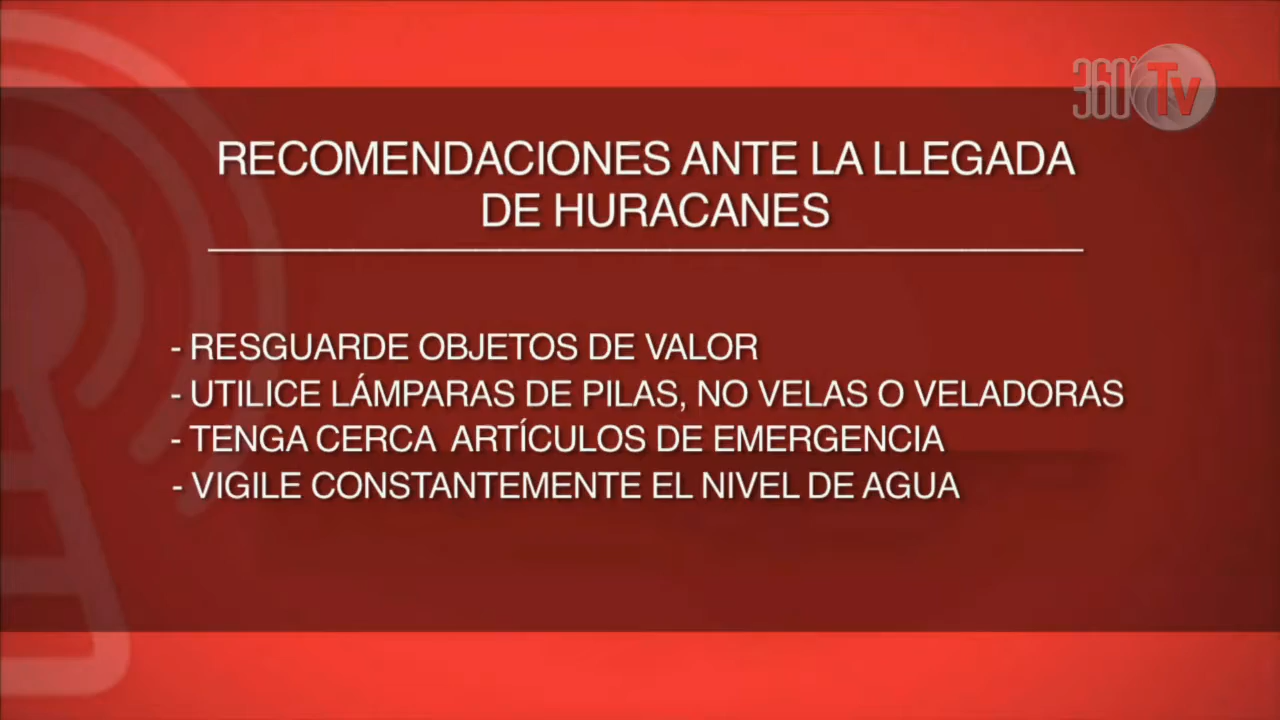 360° Tv
RECOMENDACIONES ANTE LA LLEGADA
DE HURACANES
- RESGUARDE OBJETOS DE VALOR
- UTILICE LÁMPARAS DE PILAS, NO VELAS O VELADORAS
- TENGA CERCA ARTÍCULOS DE EMERGENCIA
- VIGILE CONSTANTEMENTE EL NIVEL DE AGUA